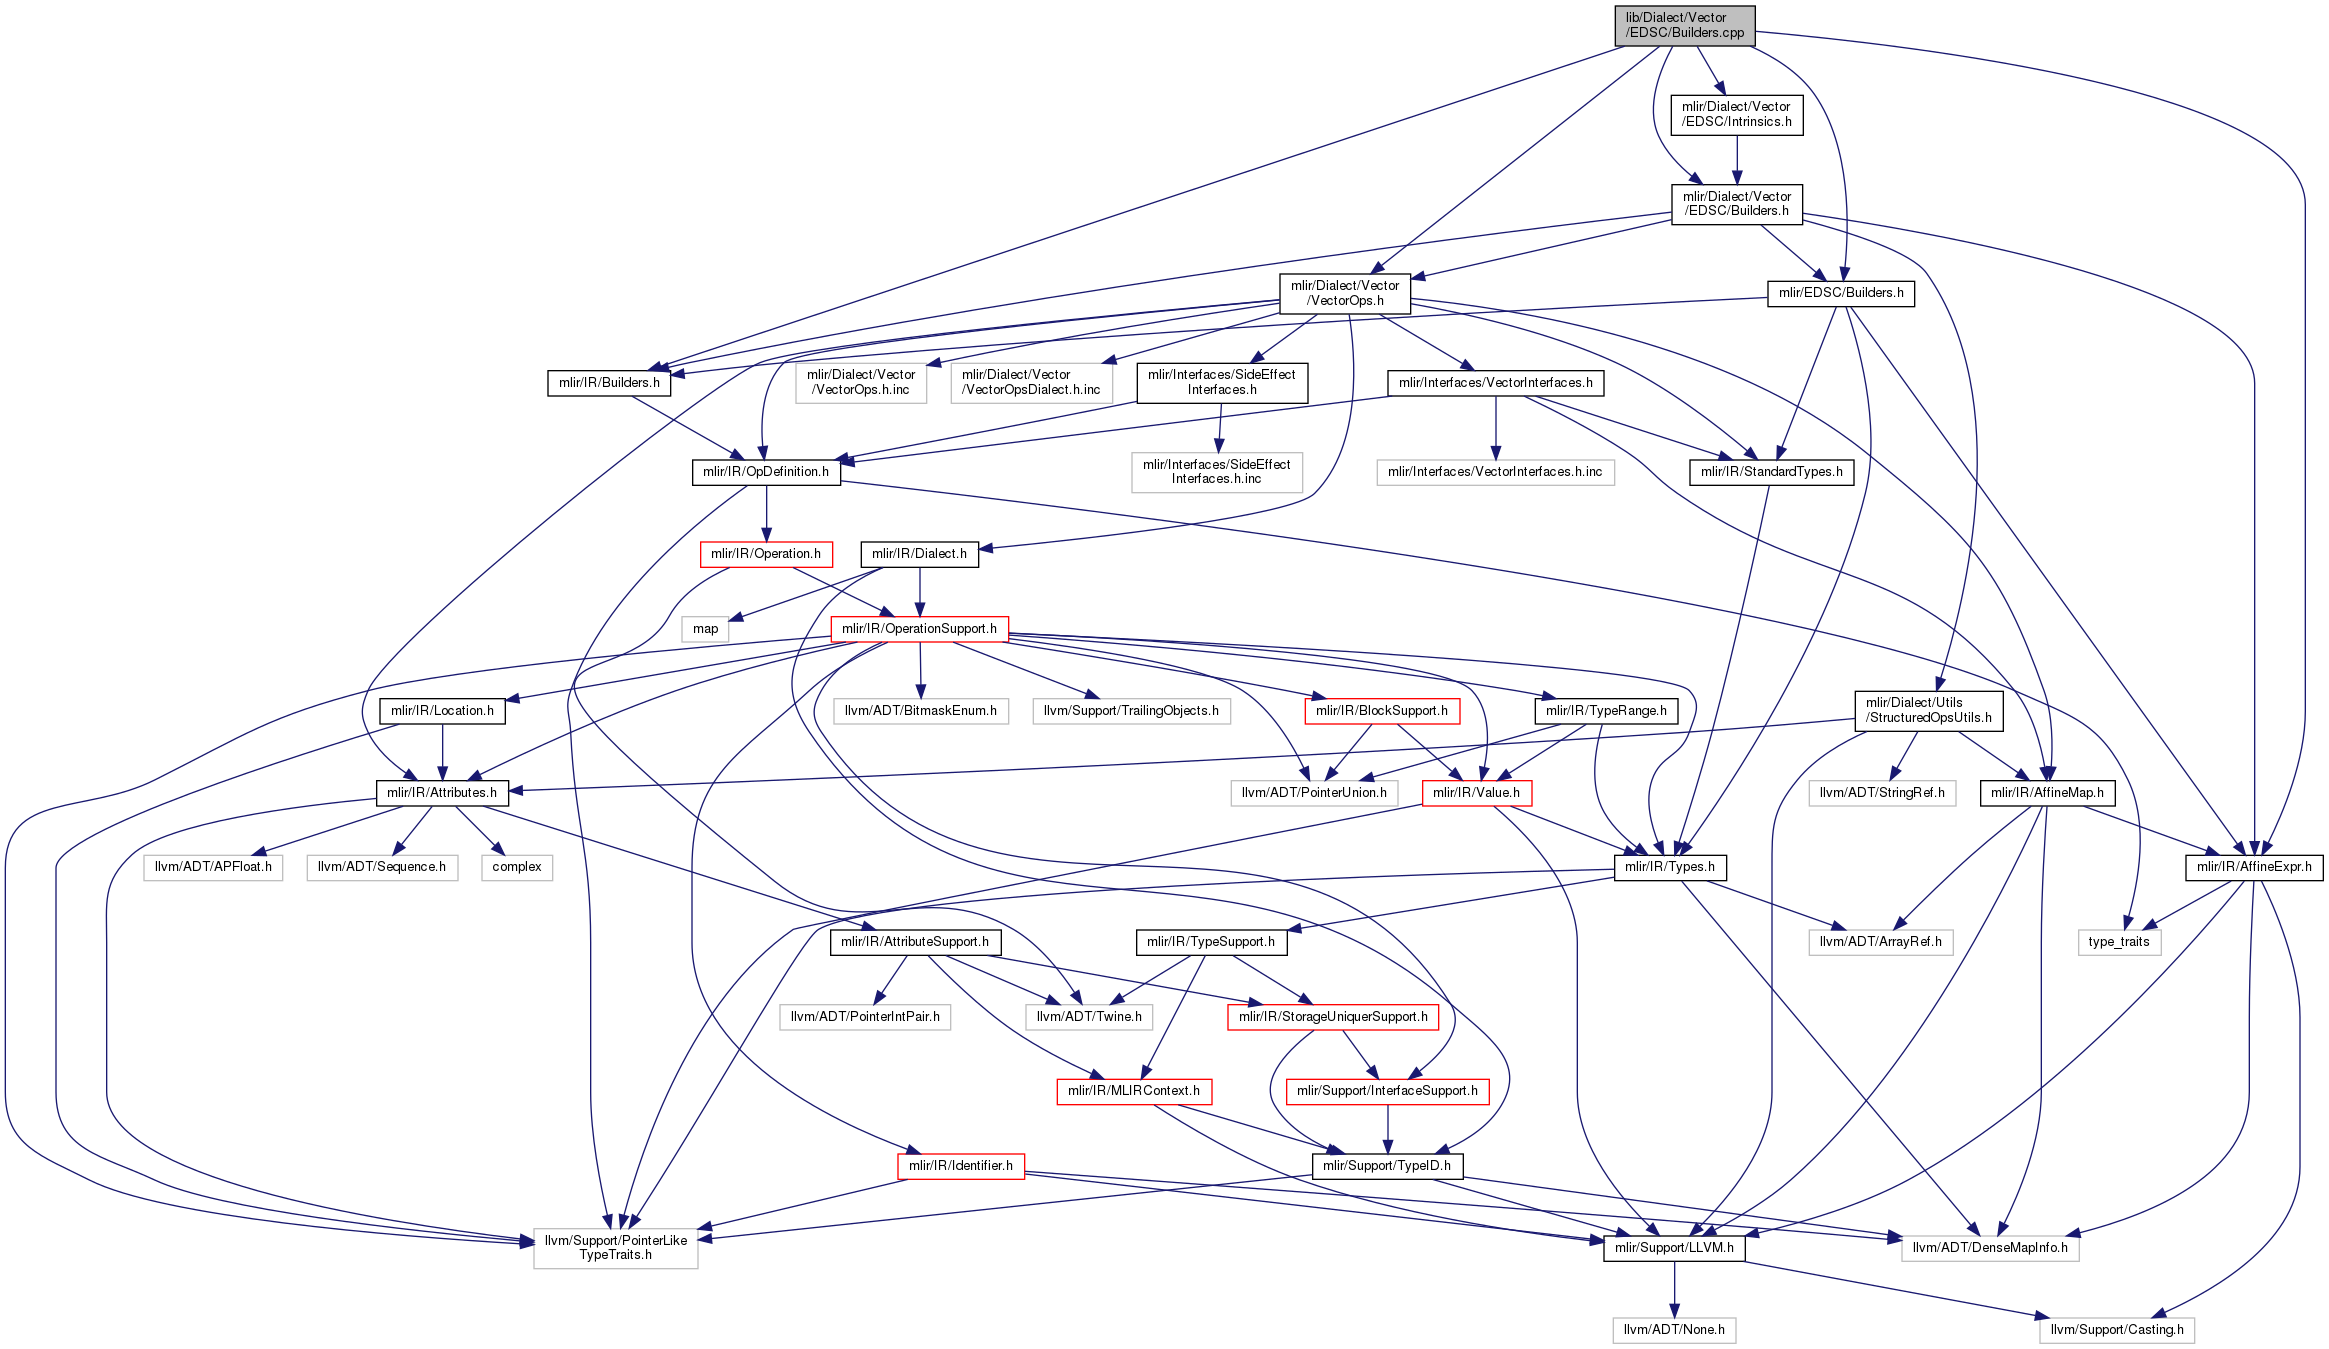 lib/Dialect/Vector
/EDSC/Builders.cpp
mlir/Dialect/Vector
/EDSC/Intrinsics.h
mlir/Dialect/Vector
/EDSC/Builders.h
mlir/Dialect/Vector
/VectorOps.h
mlir/EDSC/Builders.h
mlir/IR/Builders.h
mlir/Dialect/Vector
/VectorOps.h.inc
mlir/Dialect/Vector
/VectorOpsDialect.h.inc
mlir/Interfaces/SideEffect
Interfaces.h
mlir/Interfaces/VectorInterfaces.h
mlir/IR/OpDefinition.h
mlir/Interfaces/SideEffect
Interfaces.h.inc
mlir/Interfaces/VectorInterfaces.h.inc
mlir/IR/StandardTypes.h
mlir/IR/Operation.h
mlir/IR/Dialect.h
map
mlir/IR/OperationSupport.h
mlir/IR/Location.h
llvm/ADT/BitmaskEnum.h
llvm/Support/TrailingObjects.h
mlir/IR/BlockSupport.h
mlir/IR/TypeRange.h
mlir/Dialect/Utils
/StructuredOpsUtils.h
mlir/IR/Attributes.h
llvm/ADT/PointerUnion.h
mlir/IR/Value.h
llvm/ADT/StringRef.h
mlir/IR/AffineMap.h
llvm/ADT/APFloat.h
llvm/ADT/Sequence.h
complex
mlir/IR/Types.h
mlir/IR/AffineExpr.h
mlir/IR/AttributeSupport.h
mlir/IR/TypeSupport.h
llvm/ADT/ArrayRef.h
type_traits
llvm/ADT/PointerIntPair.h
llvm/ADT/Twine.h
mlir/IR/StorageUniquerSupport.h
mlir/IR/MLIRContext.h
mlir/Support/InterfaceSupport.h
mlir/IR/Identifier.h
mlir/Support/TypeID.h
llvm/Support/PointerLike
TypeTraits.h
mlir/Support/LLVM.h
llvm/ADT/DenseMapInfo.h
llvm/ADT/None.h
llvm/Support/Casting.h